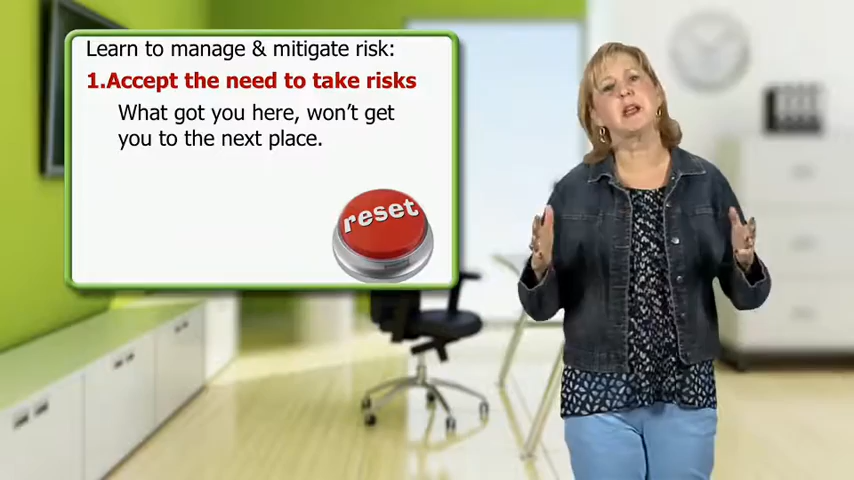 Learn to manage & mitigate risk:
1.Accept the need to take risks
What got you here, won't get
you to the next place.
reset